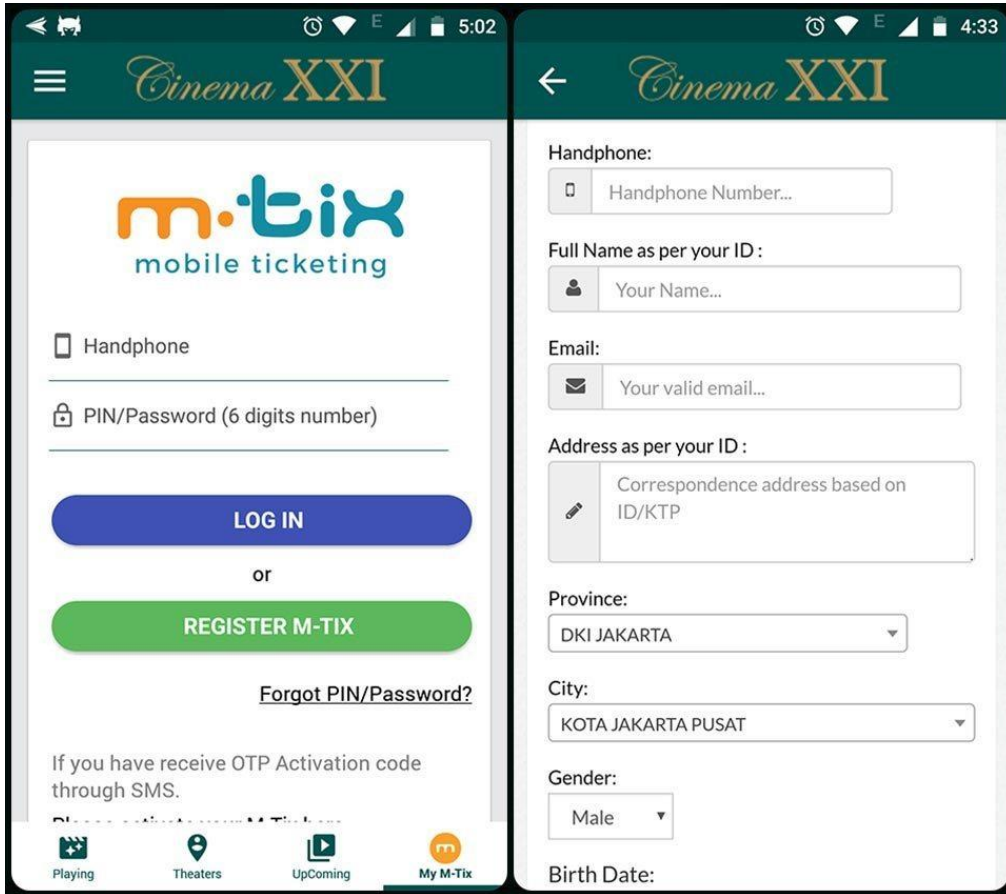 E 5:02
Cinema XXI
m.tix
mobile ticketing
Handphone
PIN/Password (6 digits number)
LOG IN
or
REGISTER M-TIX
Forgot PIN/Password?
If you have receive OTP Activation code
through SMS.
Playing
Theaters
UpComing
m
My M-Tix
E 4:33
Cinema XXI
Handphone:
Handphone Number...
Full Name as per your ID :
Your Name...
Email:
Your valid email...
Address as per your ID :
Correspondence address based on
ID/KTP
Province:
DKI JAKARTA
City:
KOTA JAKARTA PUSAT
Gender:
Male
Birth Date: